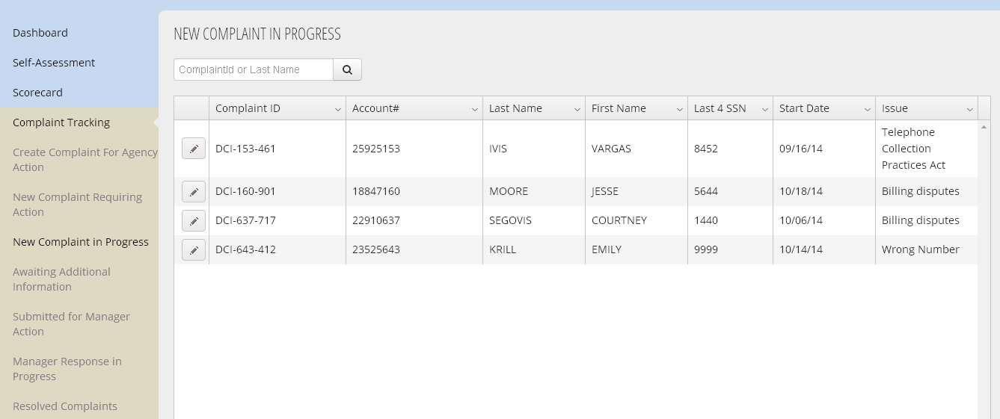 Dashboard
Self-Assessment
Scorecard
Complaint Tracking
Create Complaint For Agency
Action
New Complaint Requiring
Action
New Complaint in Progress
Awaiting Additional
Information
Submitted for Manager
Action
Manager Response in
Progress
Resolved Complaints
NEW COMPLAINT IN PROGRESS
ComplaintId or Last Name
Complaint ID Account# Last Name First Name Last 4 SSN Start Date Issue
DCI-153-461 25925153 IVIS VARGAS 8452 09/16/14 Telephone
Collection
Practices Act
DCI-160-901 18847160 MOORE JESSE 5644 10/18/14 Billing disputes
DCI-637-717 22910637 SEGOVIS COURTNEY 1440 10/06/14 Billing disputes
DCI-643-412 23525643 KRILL EMILY 9999 10/14/14 Wrong Number